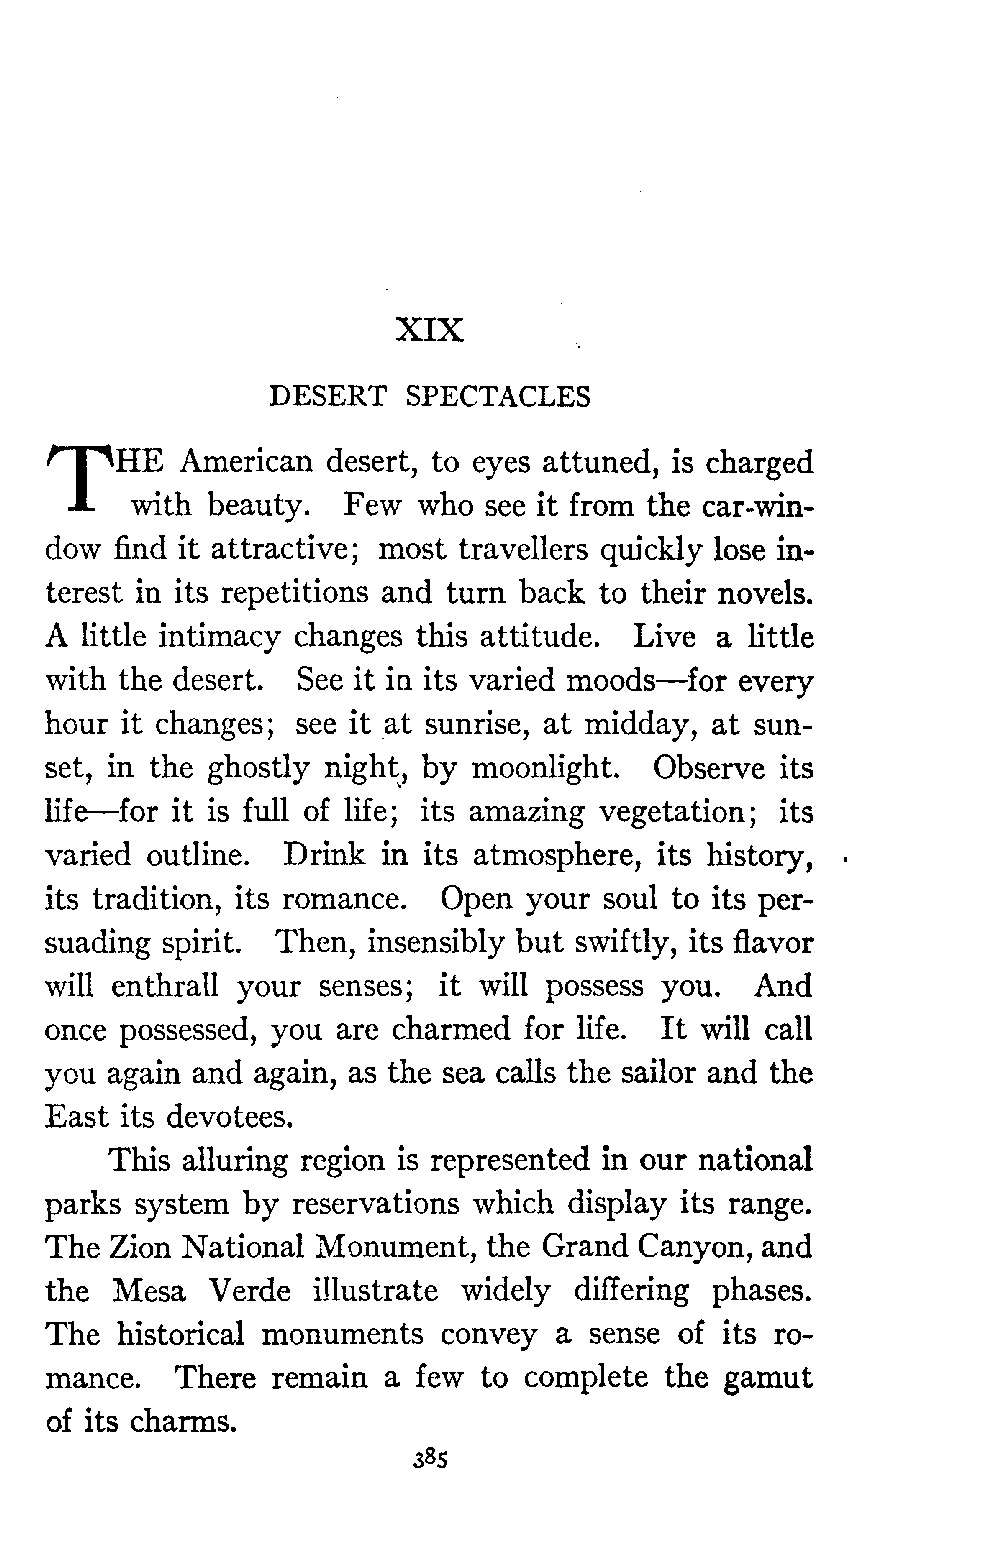 XIX
DESERT SPECTACLES
THE American desert, to eyes attuned, is charged
with beauty. Few who see it from the car-win-
dow find it attractive; most travellers quickly lose in-
terest in its repetitions and turn back to their novels.
A little intimacy changes this attitude. Live a little
with the desert. See it in its varied moods—for every
hour it changes; see it at sunrise, at midday, at sun-
set, in the ghostly night, by moonlight. Observe its
life—for it is full of life; its amazing vegetation; its
varied outline. Drink in its atmosphere, its history,
its tradition, its romance. Open your soul to its per-
suading spirit. Then, insensibly but swiftly, its flavor
will enthrall your senses; it will possess you. And
once possessed, you are charmed for life. It will call
you again and again, as the sea calls the sailor and the
East its devotees.
This alluring region is represented in our national
parks system by reservations which display its range.
The Zion National Monument, the Grand Canyon, and
the Mesa Verde illustrate widely differing phases.
The historical monuments convey a sense of its ro-
mance. There remain a few to complete the gamut
of its charms.
385